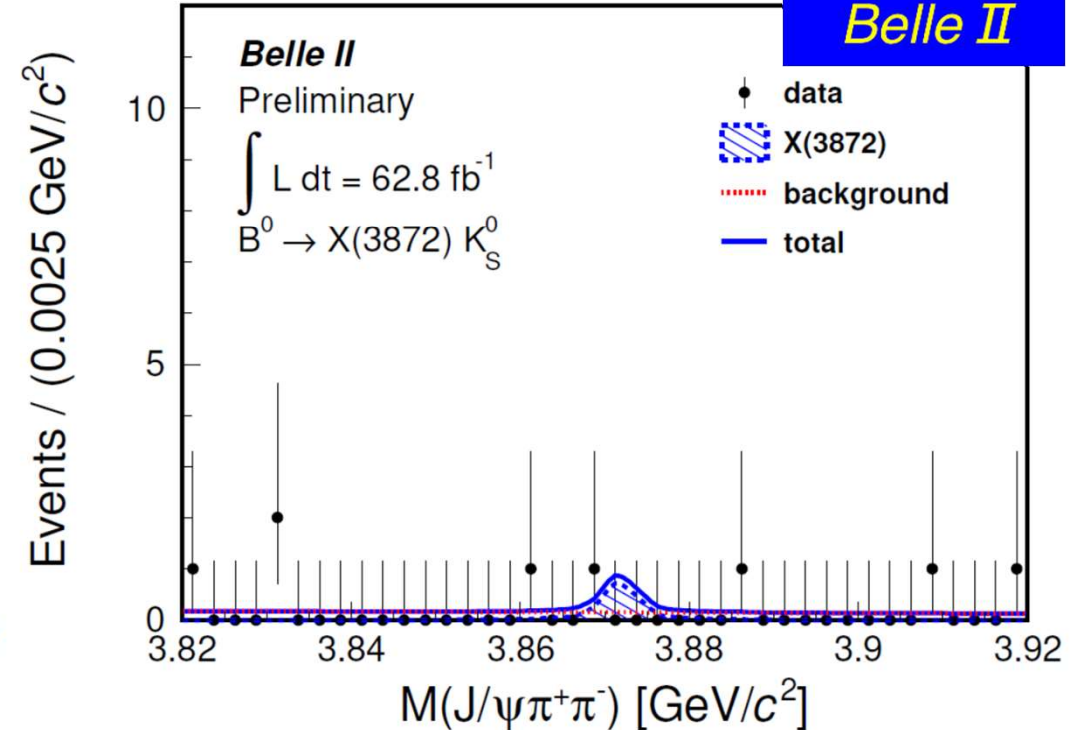 Belle II
Belle II
Preliminary
∫ L dt = 62.8 fb⁻¹
B⁰ → X(3872) K⁰_S
data
X(3872)
background
total
Events / (0.0025 GeV/c²)
10
5
0
3.82 3.84 3.86 3.88 3.9 3.92
M(J/ψπ⁺π⁻) [GeV/c²]